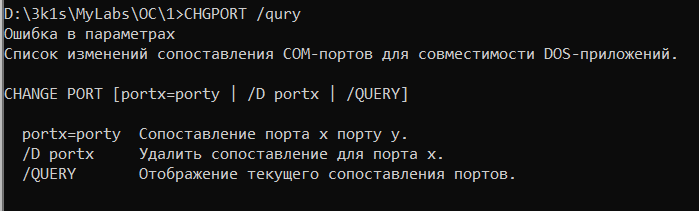 D:\3k1s\MyLabs\OC\1>CHGPORT /qury
Ошибка в параметрах
Список изменений сопоставления COM-портов для совместимости DOS-приложений.
CHANGE PORT [portx=porty | /D portx | /QUERY]
portx=porty  Сопоставление порта x порту y.
/D portx     Удалить сопоставление для порта x.
/QUERY       Отображение текущего сопоставления портов.